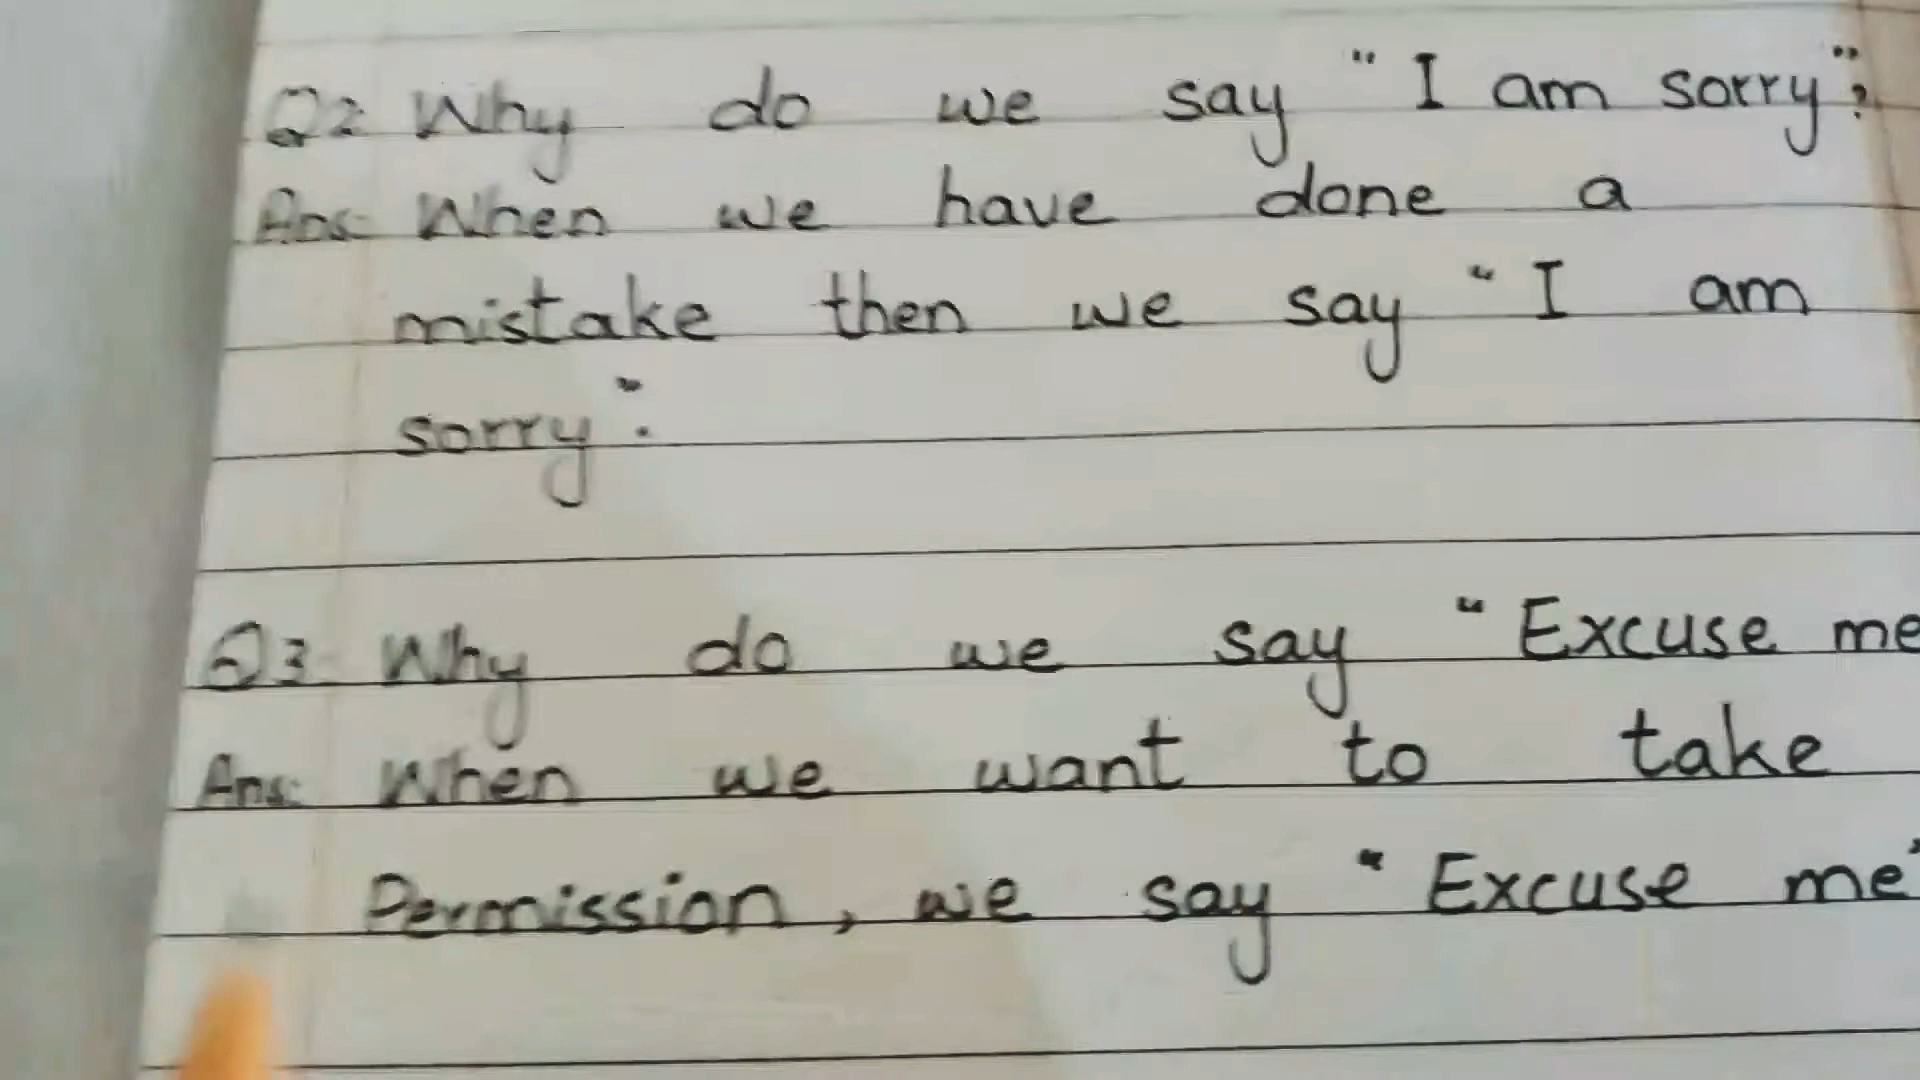 Q2: Why do we say "I am sorry"?
Ans: When we have done a
mistake then we say "I am
sorry".
Q3: Why do we say "Excuse me
Ans: When we want to take
Permission, we say "Excuse me"